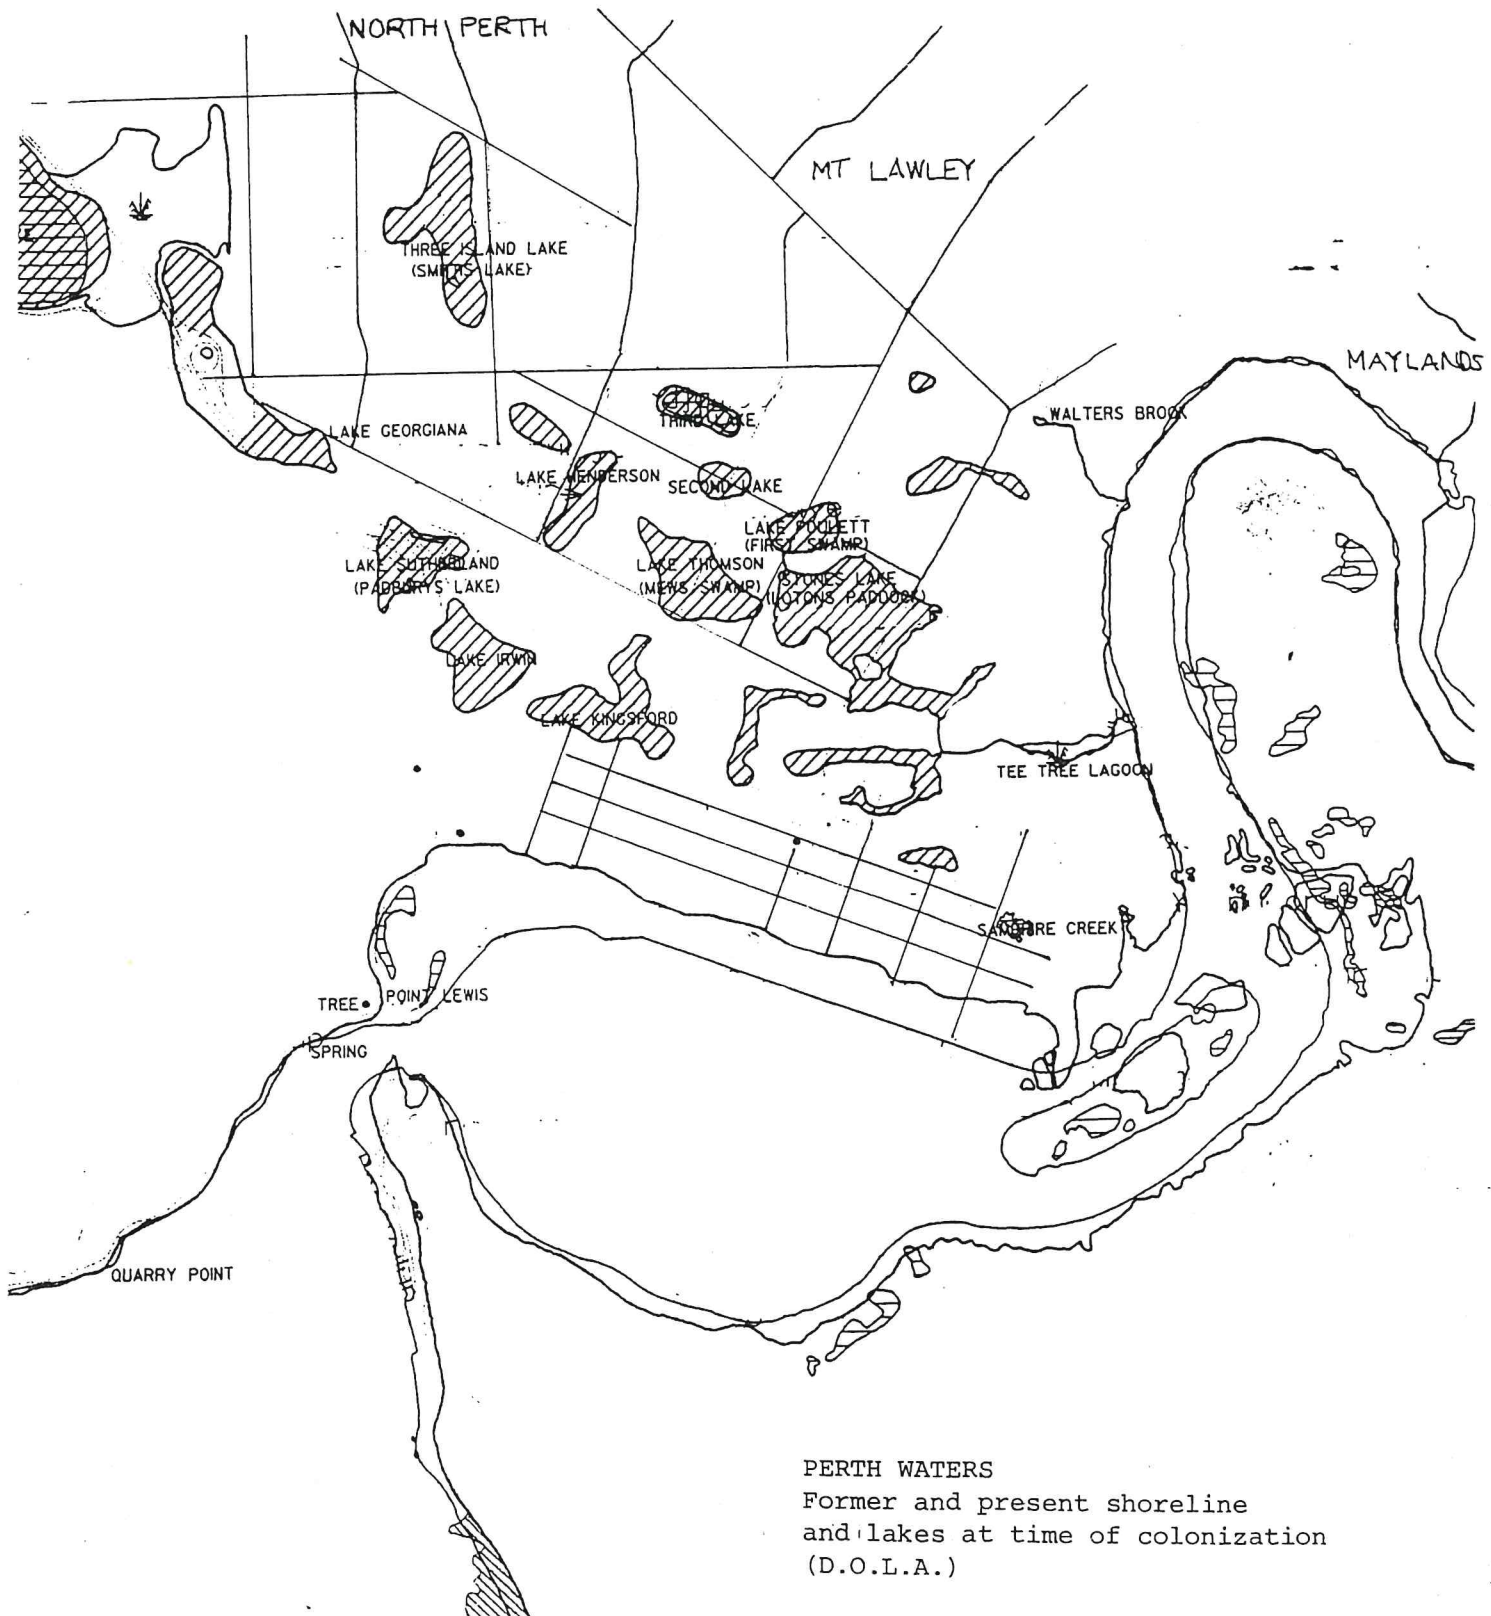 NORTH PERTH
MT LAWLEY
THREE ISLAND LAKE
(SMITHS LAKE)
MAYLANDS
WALTERS BROOK
THIRD LAKE
LAKE GEORGIANA
LAKE HENDERSON
SECOND LAKE
LAKE POULETT
(FIRST SWAMP)
LAKE SUTHERLAND
(PADBURYS LAKE)
LAKE THOMSON
(MEWS SWAMP)
STONES LAKE
(LOTONS PADDOCK)
LAKE IRWIN
LAKE KINGSFORD
TEE TREE LAGOON
SAMPHIRE CREEK
TREE
POINT LEWIS
SPRING
QUARRY POINT
PERTH WATERS
Former and present shoreline
and lakes at time of colonization
(D.O.L.A.)